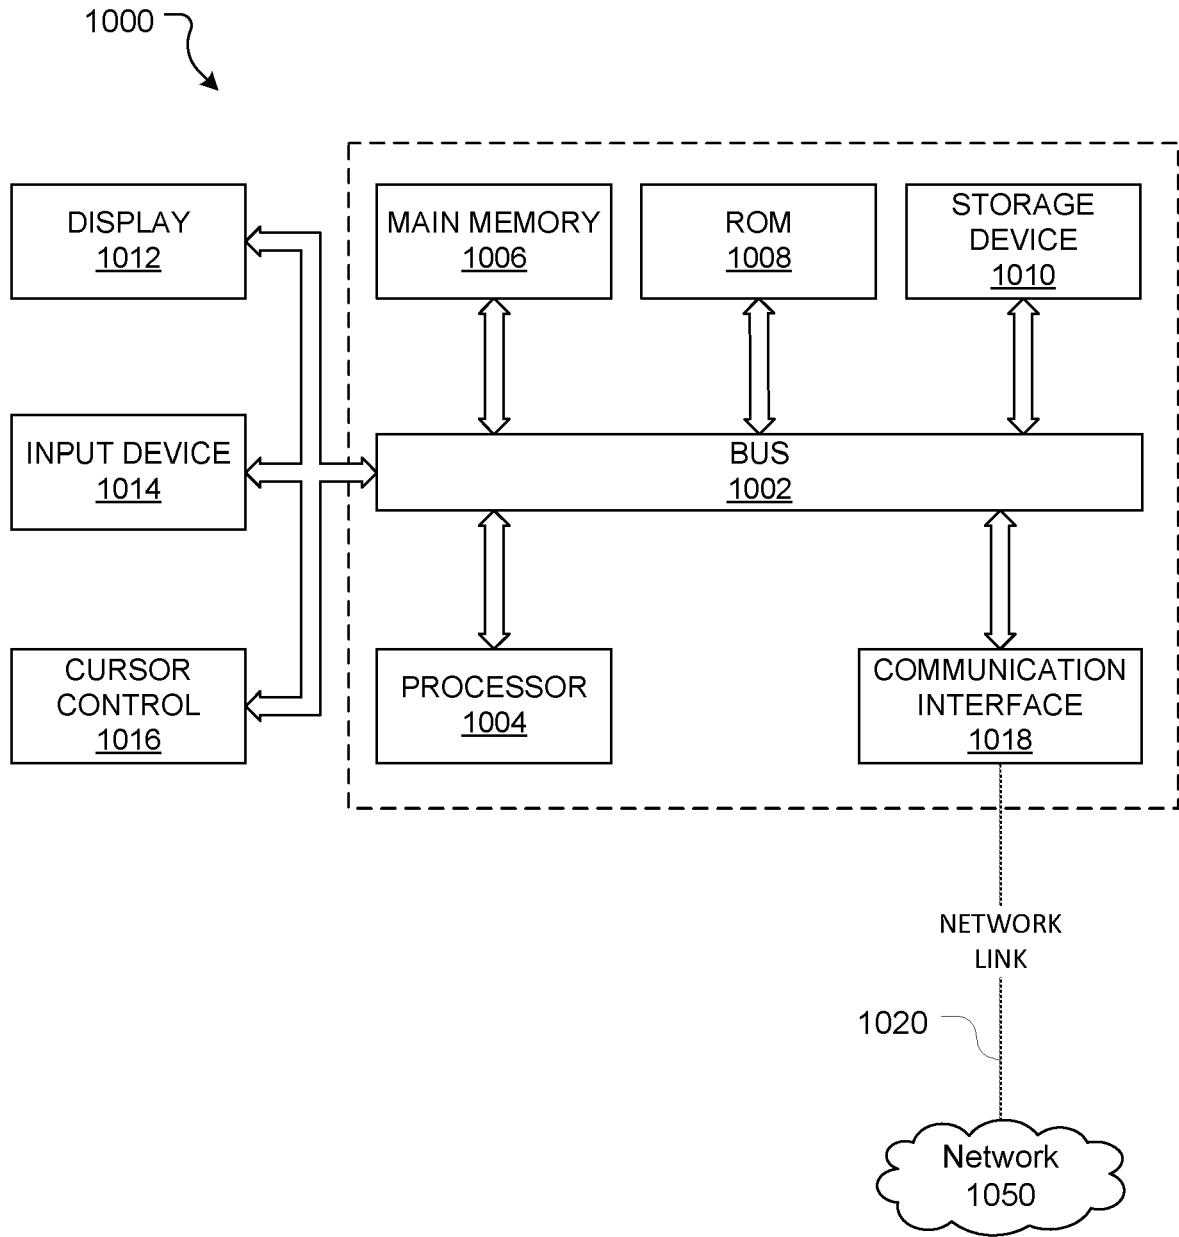 1000
DISPLAY
1012
MAIN MEMORY
1006
ROM
1008
STORAGE
DEVICE
1010
INPUT DEVICE
1014
BUS
1002
CURSOR
CONTROL
1016
PROCESSOR
1004
COMMUNICATION
INTERFACE
1018
NETWORK
LINK
1020
Network
1050